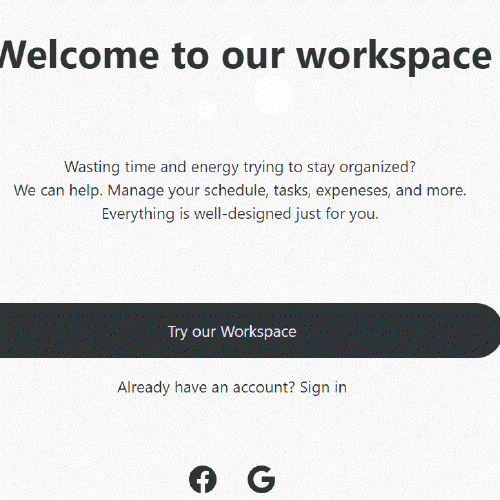 Welcome to our workspace
Wasting time and energy trying to stay organized?
We can help. Manage your schedule, tasks, expeneses, and more.
Everything is well-designed just for you.
Try our Workspace
Already have an account? Sign in